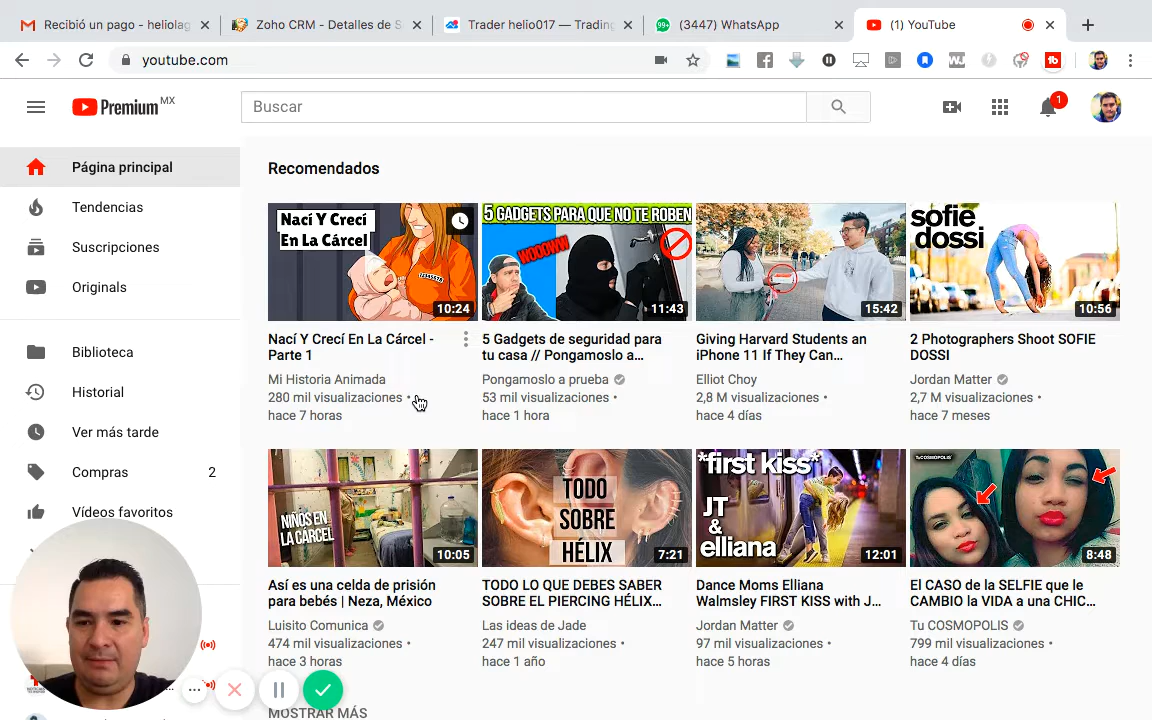 Recibió un pago - heliolag
Zoho CRM - Detalles de S
Trader helio017 — Trading
99+
(3447) WhatsApp
(1) YouTube
youtube.com
Premium MX
Buscar
1
Página principal
Tendencias
Suscripciones
Originals
Biblioteca
Historial
Ver más tarde
Compras 2
Vídeos favoritos
Recomendados
Nací Y Crecí
En La Cárcel
12345578
10:24
Nací Y Crecí En La Cárcel -
Parte 1
Mi Historia Animada
280 mil visualizaciones •
hace 7 horas
5 GADGETS PARA QUE NO TE ROBEN
WOOOWW
11:43
5 Gadgets de seguridad para
tu casa // Pongamoslo a...
Pongamoslo a prueba
53 mil visualizaciones •
hace 1 hora
15:42
Giving Harvard Students an
iPhone 11 If They Can...
Elliot Choy
2,8 M visualizaciones •
hace 4 días
sofie
dossi
10:56
2 Photographers Shoot SOFIE
DOSSI
Jordan Matter
2,7 M visualizaciones •
hace 7 meses
NIÑOS EN
LA CÁRCEL
10:05
Así es una celda de prisión
para bebés | Neza, México
Luisito Comunica
474 mil visualizaciones •
hace 3 horas
TODO
SOBRE
HÉLIX
7:21
TODO LO QUE DEBES SABER
SOBRE EL PIERCING HÉLIX...
Las ideas de Jade
247 mil visualizaciones •
hace 1 año
*first kiss*
JT
&
elliana
12:01
Dance Moms Elliana
Walmsley FIRST KISS with J...
Jordan Matter
97 mil visualizaciones •
hace 5 horas
TU COSMOPOLIS
8:48
El CASO de la SELFIE que le
CAMBIO la VIDA a una CHIC...
Tu COSMOPOLIS
799 mil visualizaciones •
hace 4 días
MOSTRAR MÁS